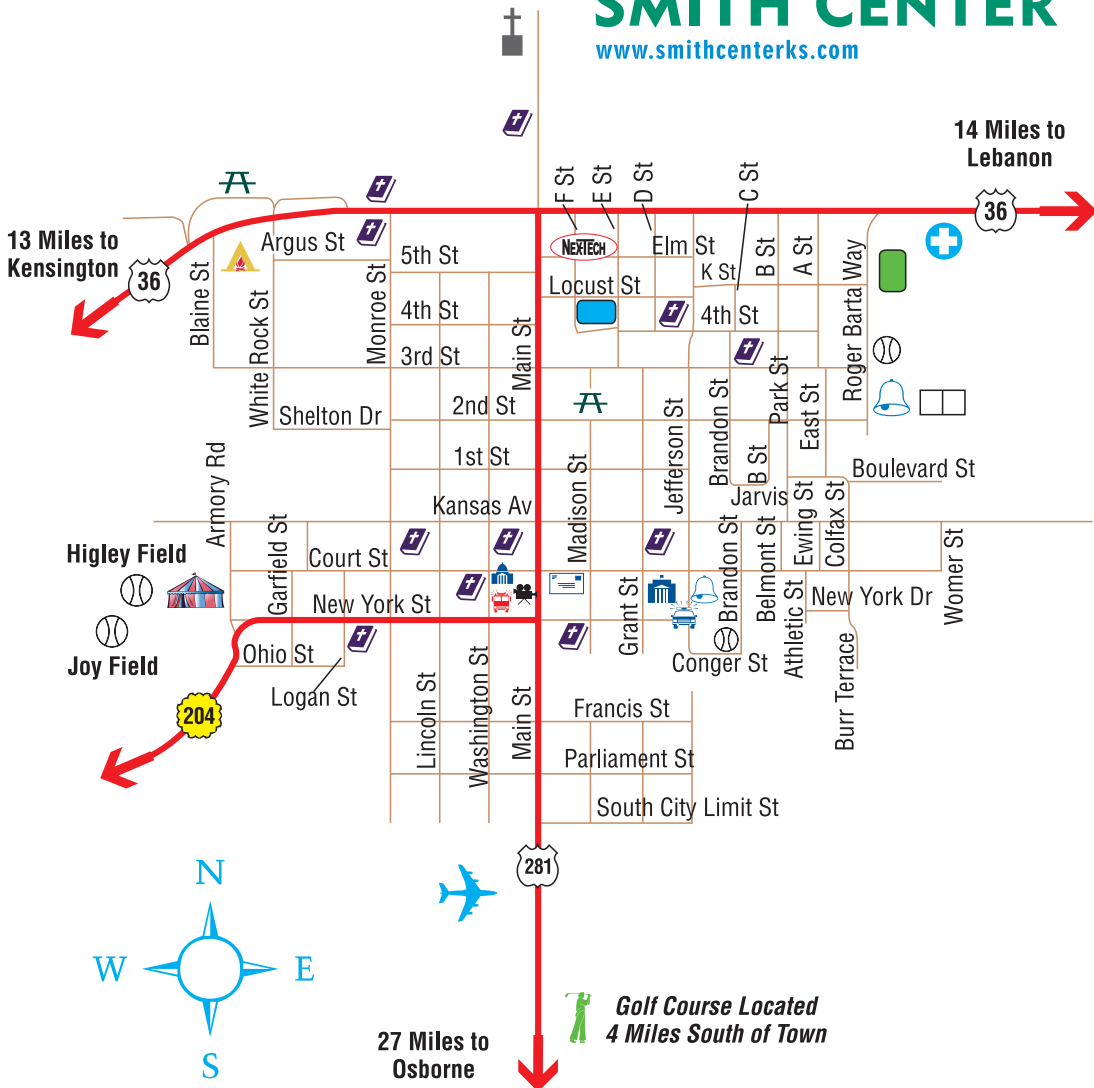 SMITH CENTER
www.smithcenterks.com
14 Miles to
Lebanon
36
13 Miles to
Kensington
36
F St
E St
D St
C St
Argus St
5th St
NEX-TECH
Elm St
K St
B St
A St
Locust St
4th St
4th St
3rd St
Blaine St
White Rock St
Monroe St
Main St
Roger Barta Way
Shelton Dr
2nd St
1st St
Kansas Av
Madison St
Jefferson St
Brandon St
B St
Park St
East St
Jarvis
Boulevard St
Armory Rd
Garfield St
Court St
Higley Field
New York St
Ewing St
Colfax St
Grant St
Brandon St
Belmont St
Athletic St
New York Dr
Womer St
Joy Field
Ohio St
Logan St
Conger St
Burr Terrace
204
Lincoln St
Washington St
Main St
Francis St
Parliament St
South City Limit St
281
N
W
E
S
Golf Course Located
4 Miles South of Town
27 Miles to
Osborne